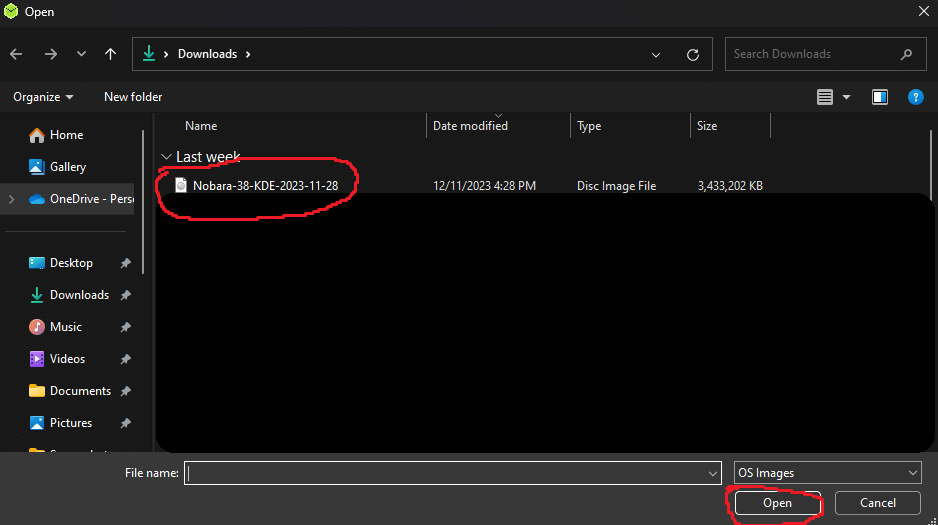 Open
Downloads
Search Downloads
Organize
New folder
?
Name
Date modified
Type
Size
Home
Gallery
OneDrive - Pers
Desktop
Downloads
Music
Videos
Documents
Pictures
Last week
Nobara-38-KDE-2023-11-28
12/11/2023 4:28 PM
Disc Image File
3,433,202 KB
File name:
OS Images
Open
Cancel